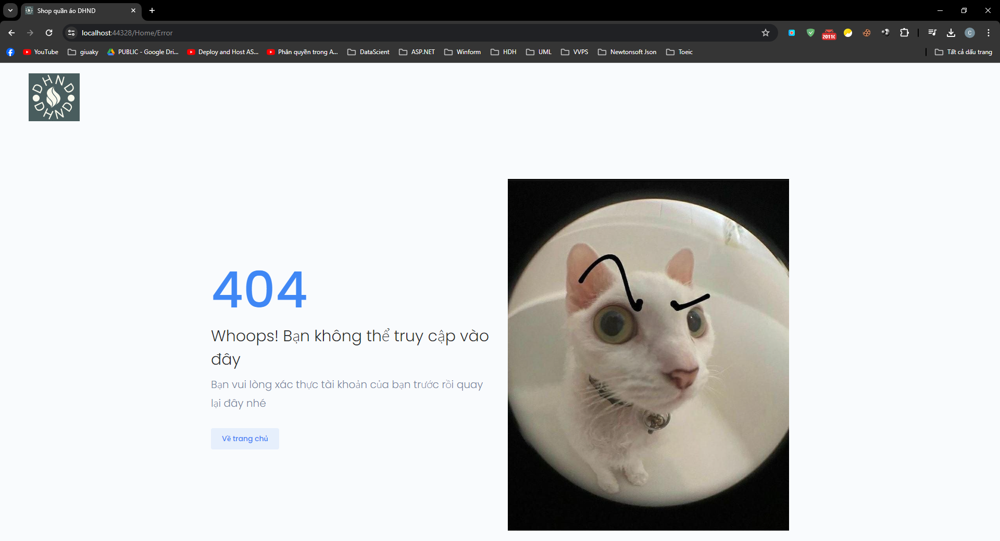 Shop quần áo DHND
localhost:44328/Home/Error
20110
C
YouTube
giuaky
PUBLIC - Google Dri...
Deploy and Host AS...
Phân quyền trong A...
DataScient
ASP.NET
Winform
HDH
UML
VVPS
Newtonsoft Json
Toeic
Tất cả dấu trang
DHND
DHND
404
Whoops! Bạn không thể truy cập vào
đây
Bạn vui lòng xác thực tài khoản của bạn trước rồi quay
lại đây nhé
Về trang chủ